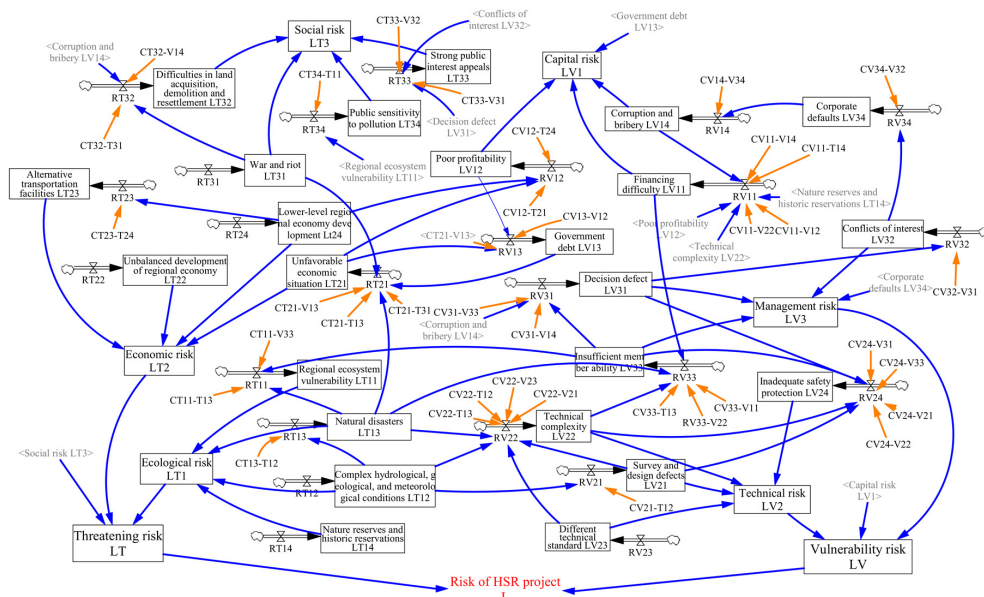 <Conflicts of
interest LV32>
<Government debt
LV13>
CT33-V32
CT32-V14
<Corruption and
bribery LV14>
Social risk
LT3
Strong public
interest appeals
LT33
Capital risk
LV1
CV34-V32
CV14-V34
RT32
Difficulties in land
acquisition,
demolition and
resettlement LT32
CT34-T11
RT33
CT33-V31
Corruption and
bribery LV14
RV14
Corporate
defaults LV34
RV34
RT34
Public sensitivity
to pollution LT34
<Decision defect
LV31>
CV12-T24
CV11-V14
CV11-T14
CT32-T31
RT31
War and riot
LT31
<Regional ecosystem
vulnerability LT11>
Poor profitability
LV12
RV12
Financing
difficulty LV11
RV11
<Nature reserves and
historic reservations LT14>
Alternative
transportation
facilities LT23
RT23
CT23-T24
RT24
Lower-level regi
onal economy deve
lopment Lt24
CV12-T21
CV13-V12
<CT21-V13>
RV13
Government
debt LV13
<Poor profitability
LV12>
CV11-V22
CV11-V12
<Technical
complexity LV22>
Conflicts of interest
LV32
RV32
RT22
Unbalanced development
of regional economy
LT22
Unfavorable
economic
situation LT21
RT21
CT21-V13
CT21-T31
CT21-T13
CV31-V33
RV31
Decision defect
LV31
<Corporate
defaults LV34>
CV32-V31
<Corruption and
bribery LV14>
CV31-V14
Management risk
LV3
Economic risk
LT2
CT11-V33
RT11
Regional ecosystem
vulnerability LT11
Insufficient mem
ber ability LV33
RV33
CV24-V31
CV24-V33
Inadequate safety
protection LV24
RV24
CT11-T13
CV22-V23
CV22-T12
CV22-V21
CV22-T13
CV33-T13
CV33-V11
RV33-V22
CV24-V21
CV24-V22
RT13
Natural disasters
LT13
RV22
Technical
complexity
LV22
<Social risk LT3>
CT13-T12
Ecological risk
LT1
RT12
Complex hydrological, g
eological, and meteorolo
gical conditions LT12
RV21
Survey and
design defects
LV21
CV21-T12
Technical risk
LV2
<Capital risk
LV1>
Threatening risk
LT
RT14
Nature reserves and
historic reservations
LT14
Different
technical
standard LV23
RV23
Vulnerability risk
LV
Risk of HSR project